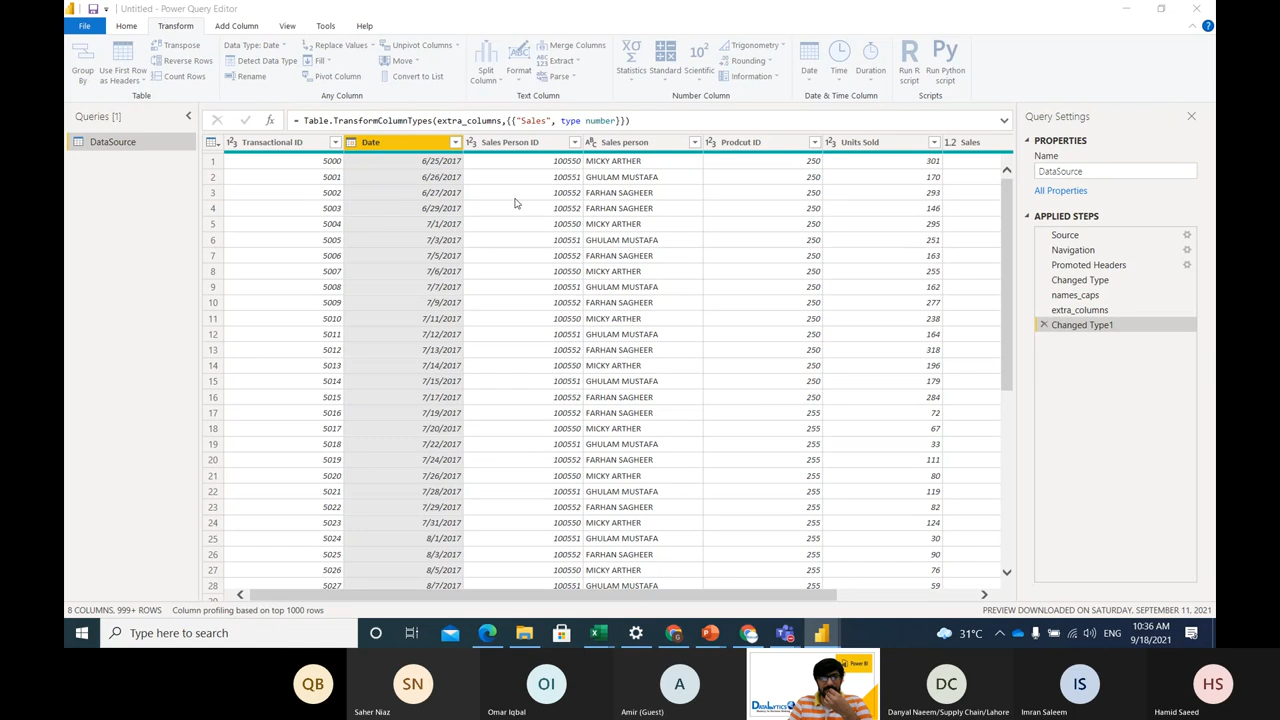 Untitled - Power Query Editor
File Home Transform Add Column View Tools Help
Group By
Use First Row as Headers
Transpose
Reverse Rows
Count Rows
Table
Data Type: Date
Detect Data Type
Rename
Replace Values
Fill
Pivot Column
Unpivot Columns
Move
Convert to List
Any Column
Split Column
Format
Merge Columns
Extract
Parse
Text Column
Statistics
Standard
Scientific
Trigonometry
Rounding
Information
Number Column
Date
Time
Duration
Date & Time Column
Run R script
Run Python script
Scripts
Queries [1]
DataSource
= Table.TransformColumnTypes(extra_columns,{{"Sales", type number}})
Transactional ID Date Sales Person ID Sales person Prodcut ID Units Sold 1.2 Sales
1 5000 6/25/2017 100550 MICKY ARTHER 250 301
2 5001 6/26/2017 100551 GHULAM MUSTAFA 250 170
3 5002 6/27/2017 100552 FARHAN SAGHEER 250 293
4 5003 6/29/2017 100552 FARHAN SAGHEER 250 146
5 5004 7/1/2017 100550 MICKY ARTHER 250 295
6 5005 7/3/2017 100551 GHULAM MUSTAFA 250 251
7 5006 7/5/2017 100552 FARHAN SAGHEER 250 163
8 5007 7/6/2017 100550 MICKY ARTHER 250 255
9 5008 7/7/2017 100551 GHULAM MUSTAFA 250 162
10 5009 7/9/2017 100552 FARHAN SAGHEER 250 277
11 5010 7/11/2017 100550 MICKY ARTHER 250 238
12 5011 7/12/2017 100551 GHULAM MUSTAFA 250 164
13 5012 7/13/2017 100552 FARHAN SAGHEER 250 318
14 5013 7/14/2017 100550 MICKY ARTHER 250 196
15 5014 7/15/2017 100551 GHULAM MUSTAFA 250 179
16 5015 7/17/2017 100552 FARHAN SAGHEER 250 284
17 5016 7/19/2017 100552 FARHAN SAGHEER 255 72
18 5017 7/20/2017 100550 MICKY ARTHER 255 67
19 5018 7/22/2017 100551 GHULAM MUSTAFA 255 33
20 5019 7/24/2017 100552 FARHAN SAGHEER 255 111
21 5020 7/26/2017 100550 MICKY ARTHER 255 80
22 5021 7/28/2017 100551 GHULAM MUSTAFA 255 119
23 5022 7/29/2017 100552 FARHAN SAGHEER 255 82
24 5023 7/31/2017 100550 MICKY ARTHER 255 124
25 5024 8/1/2017 100551 GHULAM MUSTAFA 255 30
26 5025 8/3/2017 100552 FARHAN SAGHEER 255 90
27 5026 8/5/2017 100550 MICKY ARTHER 255 76
28 5027 8/7/2017 100551 GHULAM MUSTAFA 255 59
Query Settings
PROPERTIES
Name
DataSource
All Properties
APPLIED STEPS
Source
Navigation
Promoted Headers
Changed Type
names_caps
extra_columns
Changed Type1
8 COLUMNS, 999+ ROWS Column profiling based on top 1000 rows PREVIEW DOWNLOADED ON SATURDAY, SEPTEMBER 11, 2021
Type here to search
31°C ENG 10:36 AM
9/18/2021
QB SN OI A DC IS HS
Power BI
Saher Niaz Omar Iqbal Amir (Guest) Danyal Naeem/Supply Chain/Lahore Imran Saleem Hamid Saeed